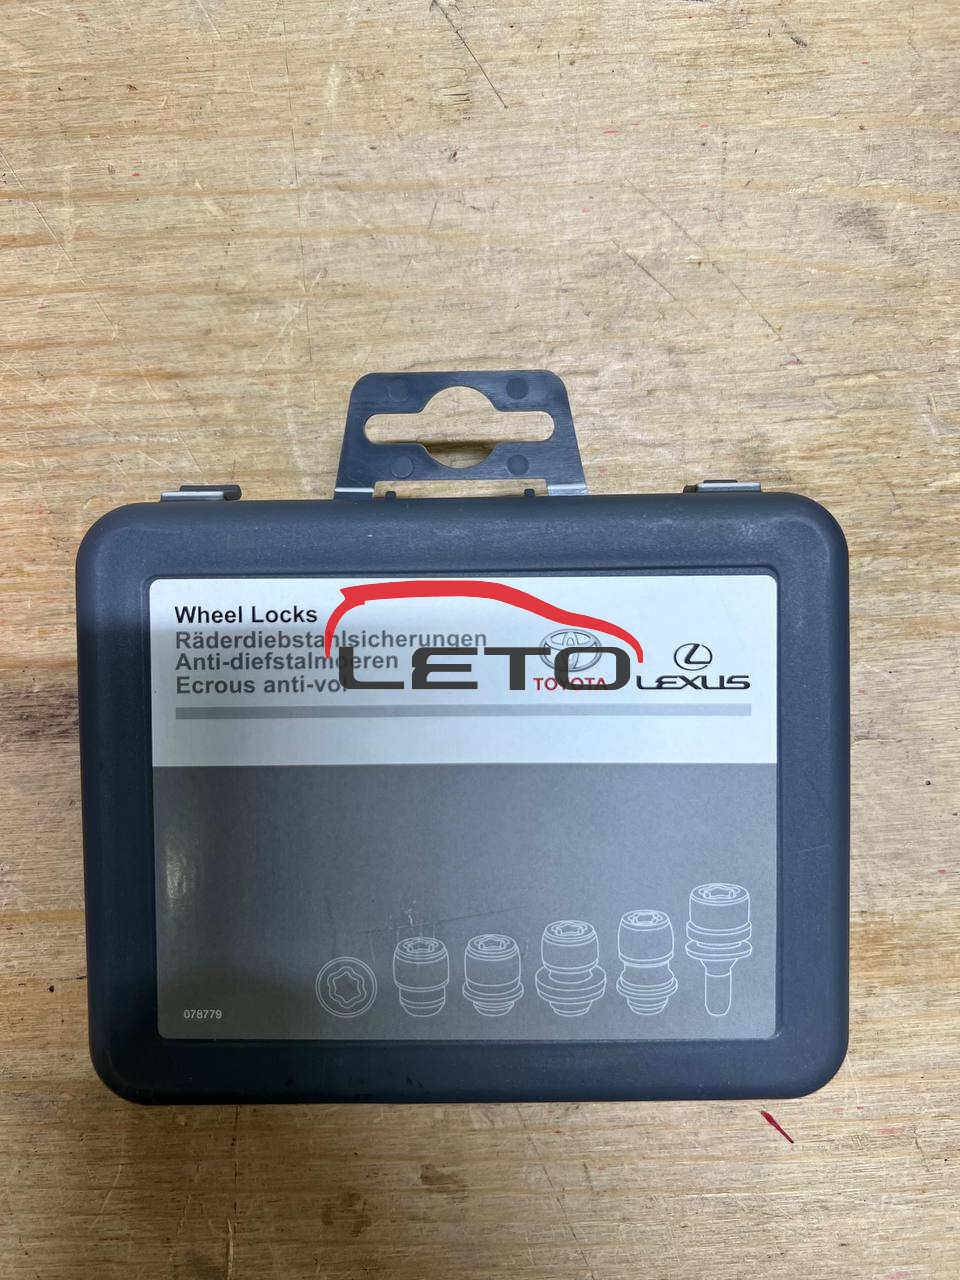 Wheel Locks
Räderdiebstahlsicherungen
Anti-diefstalmoeren
Ecrous anti-vol
LETO
TOYOTA
LEXUS
078779